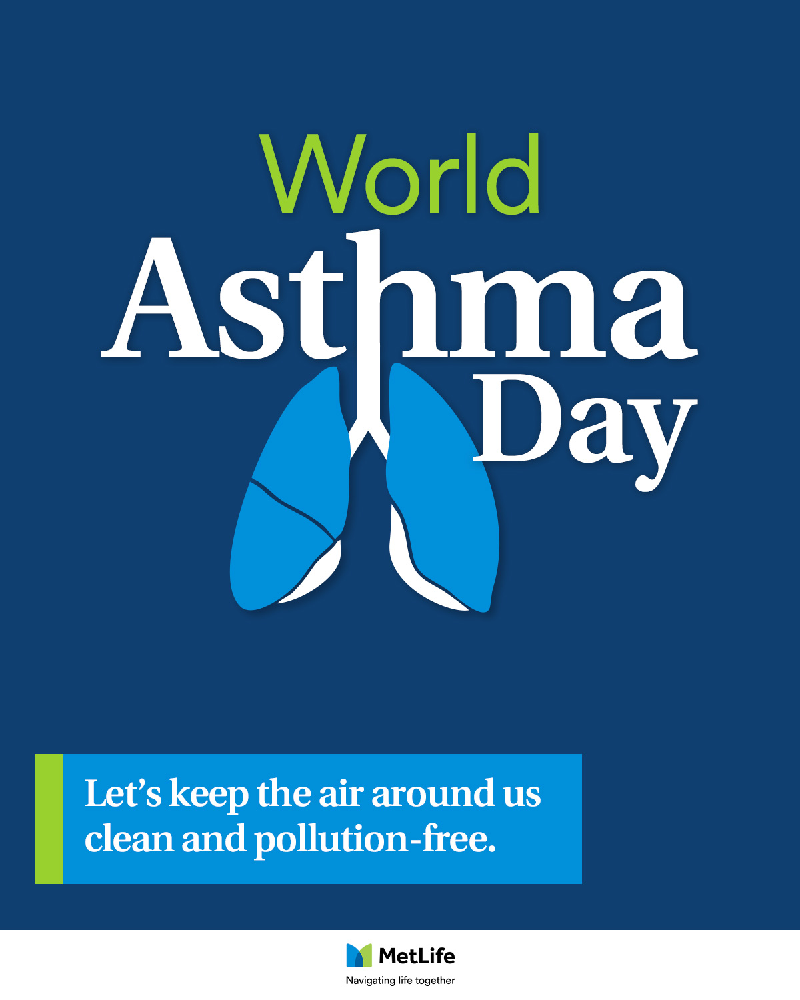 World
Asthma
Day
Let’s keep the air around us
clean and pollution-free.
MetLife
Navigating life together